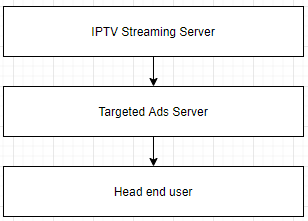 IPTV Streaming Server
Targeted Ads Server
Head end user